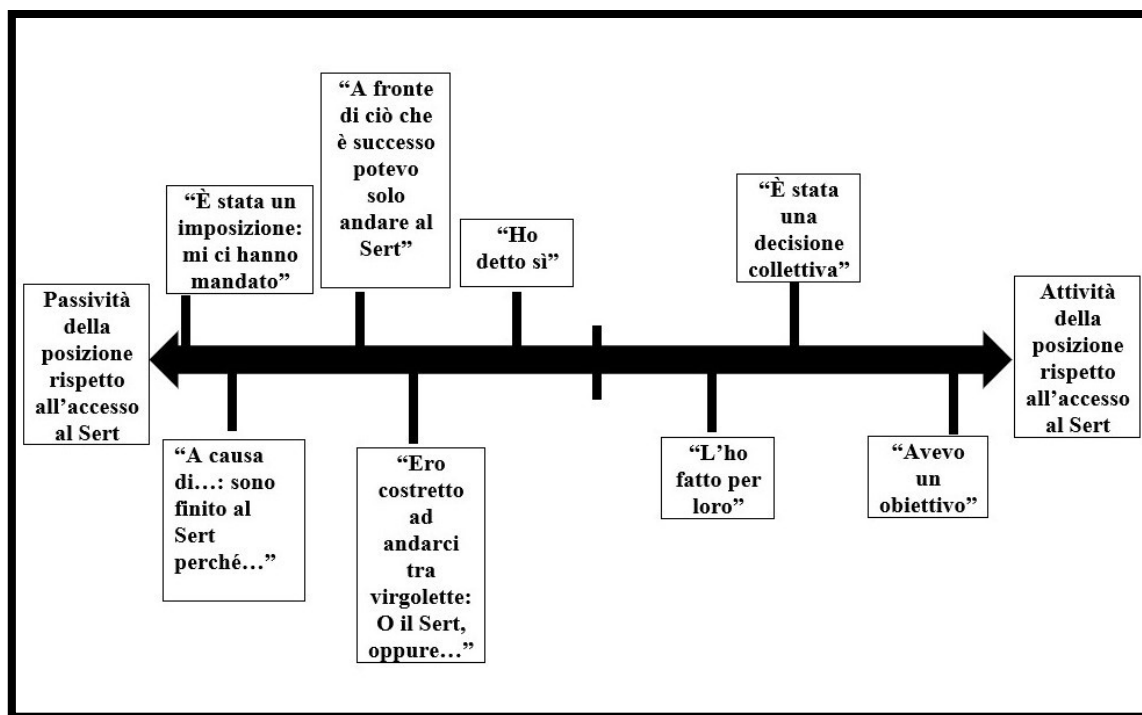 “A fronte
di ciò che
è successo
potevo
solo
andare al
Sert”
“È stata un
imposizione:
mi ci hanno
mandato”
“Ho
detto sì”
“È stata
una
decisione
collettiva”
Passività
della
posizione
rispetto
all’accesso
al Sert
Attività
della
posizione
rispetto
all’accesso
al Sert
“A causa
di…: sono
finito al
Sert
perché…”
“Ero
costretto
ad
andarci
tra
virgolette:
O il Sert,
oppure…”
“L’ho
fatto per
loro”
“Avevo
un
obiettivo”